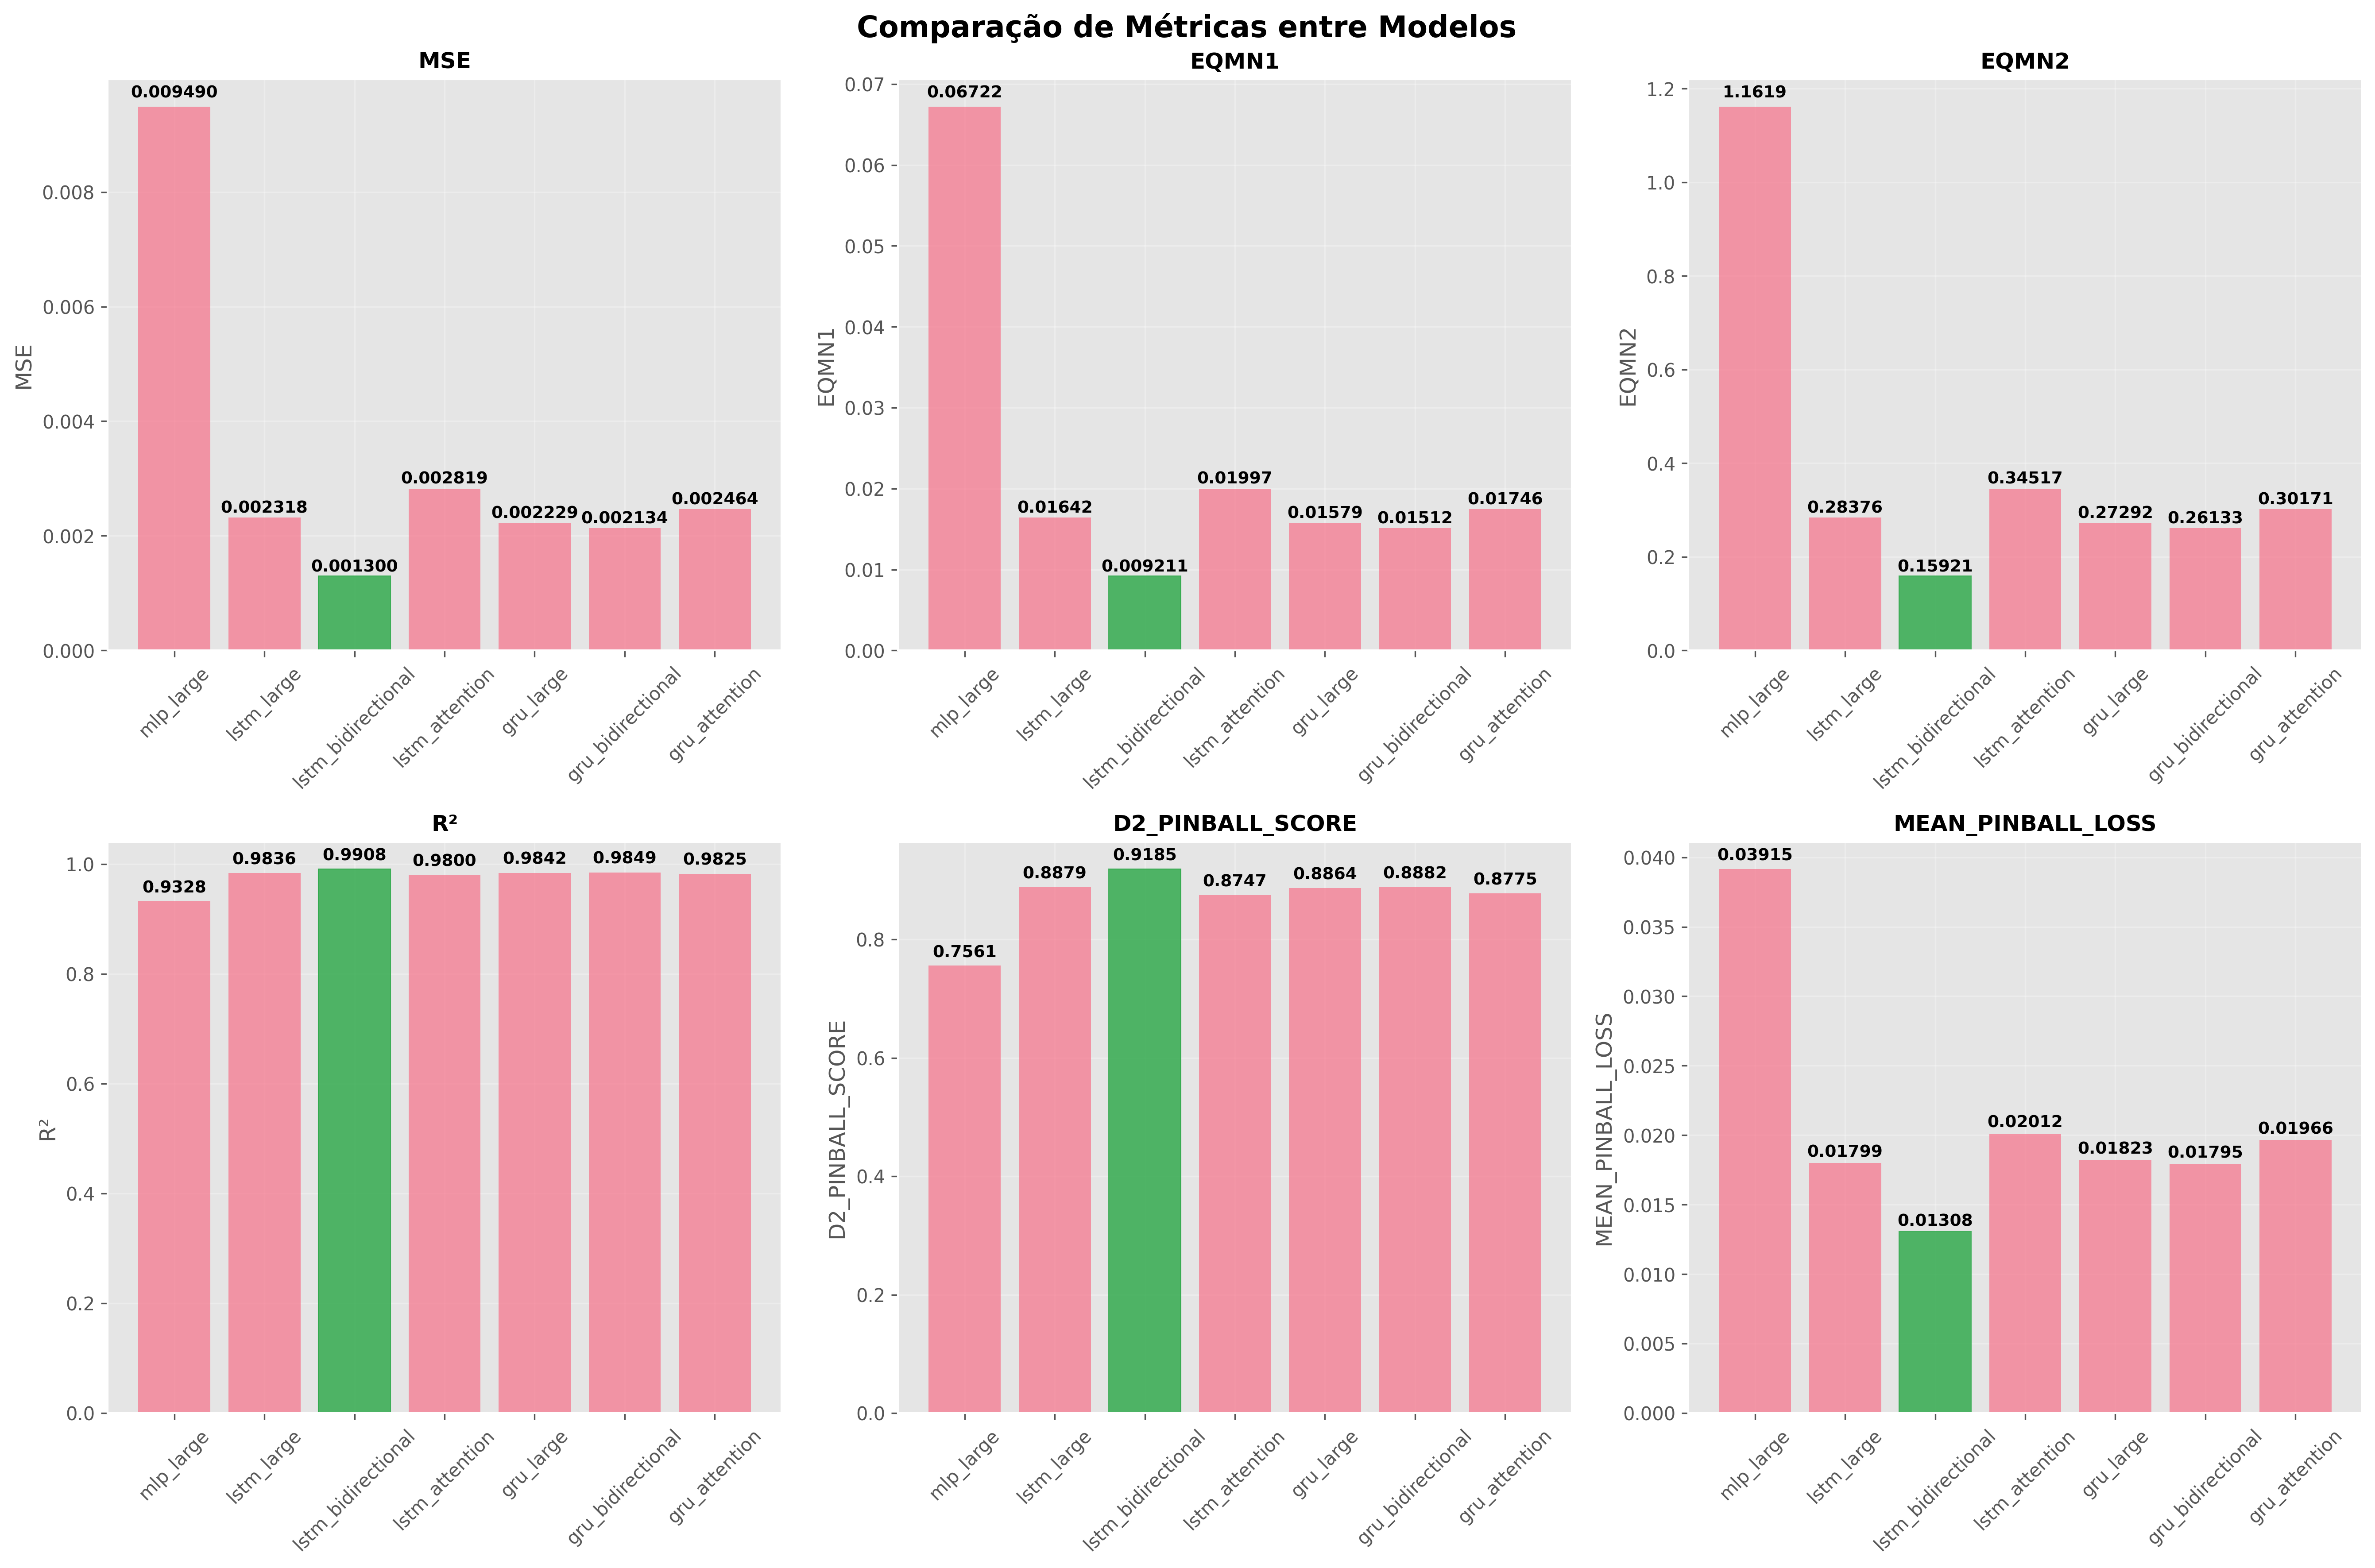 Comparação de Métricas entre Modelos
MSE
MSE
0.008
0.006
0.004
0.002
0.000
0.009490
0.002318
0.001300
0.002819
0.002229
0.002134
0.002464
mlp_large
lstm_large
lstm_bidirectional
lstm_attention
gru_large
gru_bidirectional
gru_attention
EQMN1
EQMN1
0.07
0.06
0.05
0.04
0.03
0.02
0.01
0.00
0.06722
0.01642
0.009211
0.01997
0.01579
0.01512
0.01746
mlp_large
lstm_large
lstm_bidirectional
lstm_attention
gru_large
gru_bidirectional
gru_attention
EQMN2
EQMN2
1.2
1.0
0.8
0.6
0.4
0.2
0.0
1.1619
0.28376
0.15921
0.34517
0.27292
0.26133
0.30171
mlp_large
lstm_large
lstm_bidirectional
lstm_attention
gru_large
gru_bidirectional
gru_attention
R²
R²
1.0
0.8
0.6
0.4
0.2
0.0
0.9328
0.9836
0.9908
0.9800
0.9842
0.9849
0.9825
mlp_large
lstm_large
lstm_bidirectional
lstm_attention
gru_large
gru_bidirectional
gru_attention
D2_PINBALL_SCORE
D2_PINBALL_SCORE
0.8
0.6
0.4
0.2
0.0
0.7561
0.8879
0.9185
0.8747
0.8864
0.8882
0.8775
mlp_large
lstm_large
lstm_bidirectional
lstm_attention
gru_large
gru_bidirectional
gru_attention
MEAN_PINBALL_LOSS
MEAN_PINBALL_LOSS
0.040
0.035
0.030
0.025
0.020
0.015
0.010
0.005
0.000
0.03915
0.01799
0.01308
0.02012
0.01823
0.01795
0.01966
mlp_large
lstm_large
lstm_bidirectional
lstm_attention
gru_large
gru_bidirectional
gru_attention